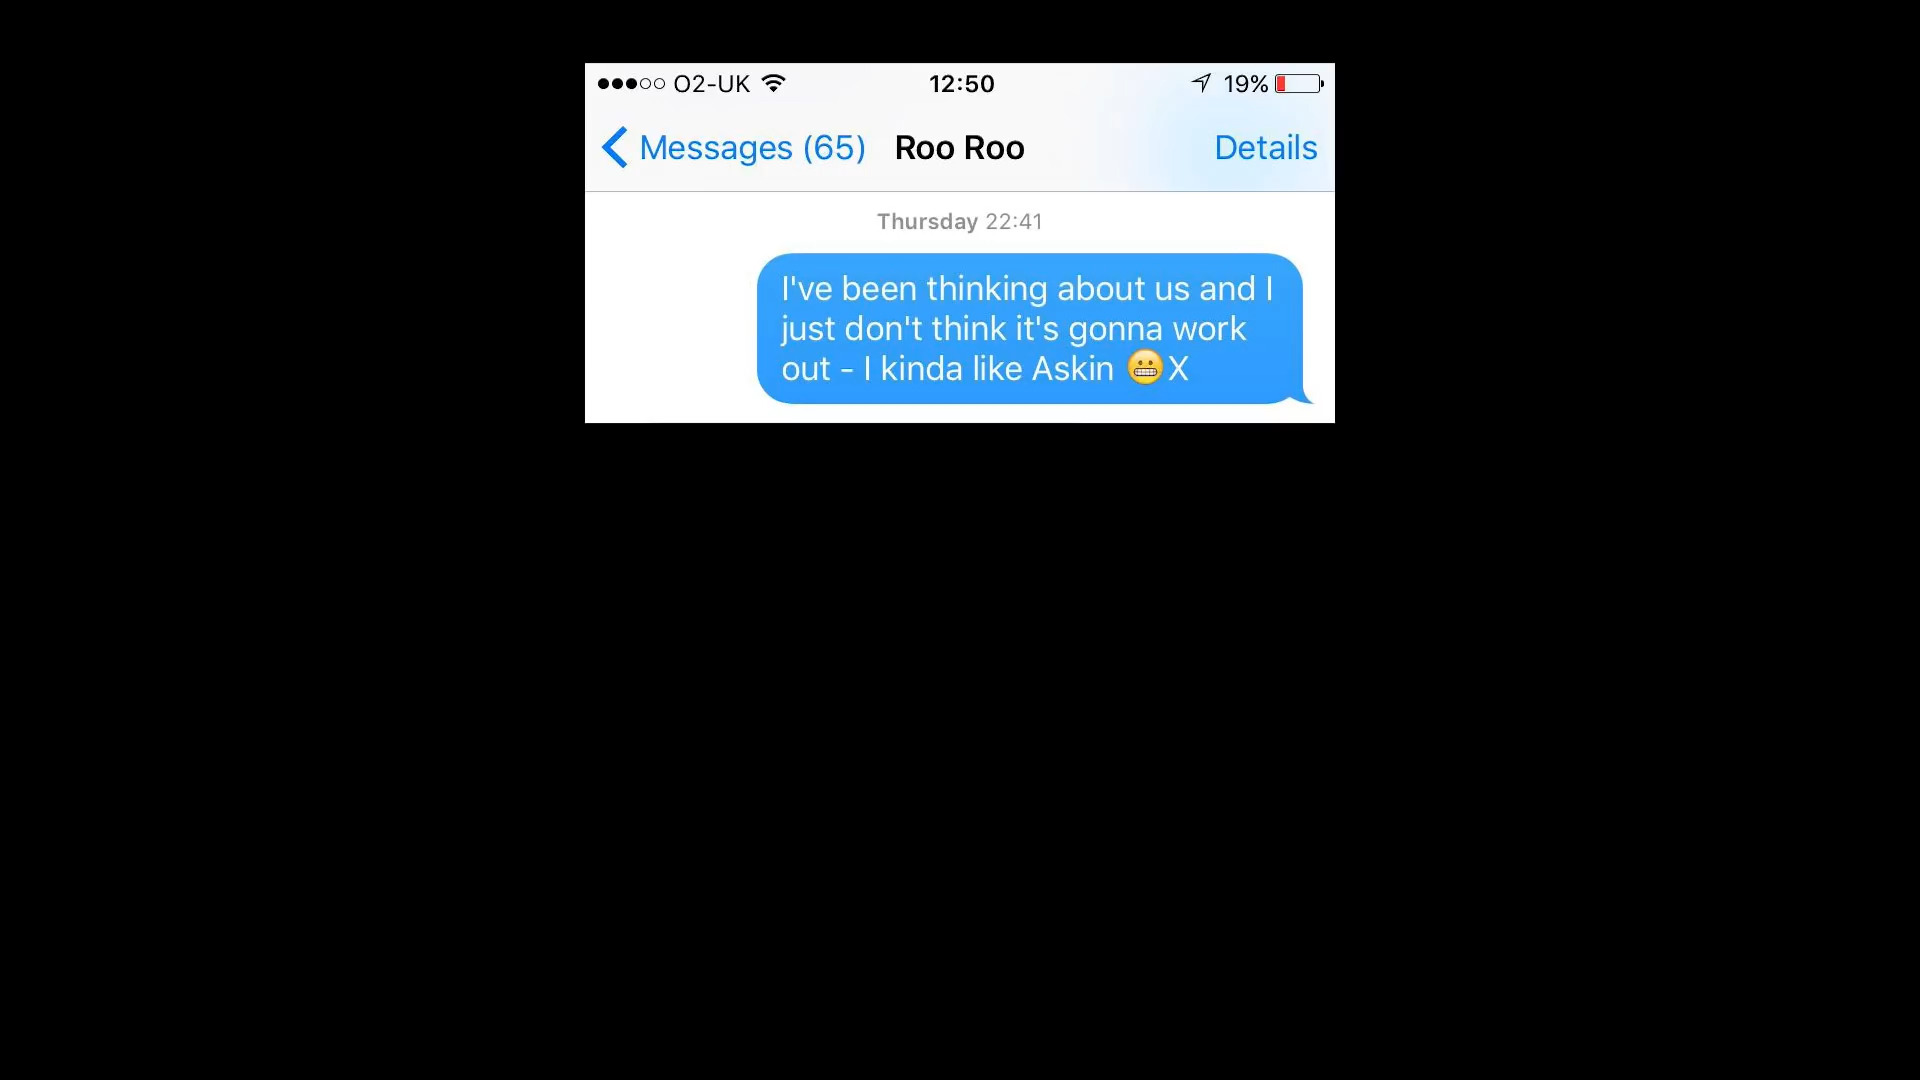 O2-UK 12:50 19%
Messages (65) Roo Roo Details
Thursday 22:41
I've been thinking about us and I
just don't think it's gonna work
out - I kinda like Askin 😬X